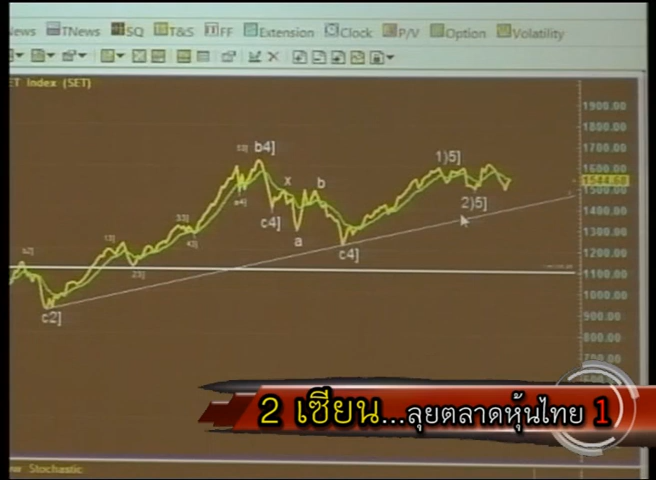 News TNews SQ T&S FF Extension Clock P/V Option Volatility
ET Index (SET)
1900.00
1800.00
b4]
1700.00
1)5]
1600.00
x
b
1544.60
2)5]
c4]
1400.00
a
1300.00
c4]
1200.00
23]
1100.00
1000.00
c2]
900.00
800.00
700.00
2 เซียน...ลุยตลาดหุ้นไทย 1
Stochastic